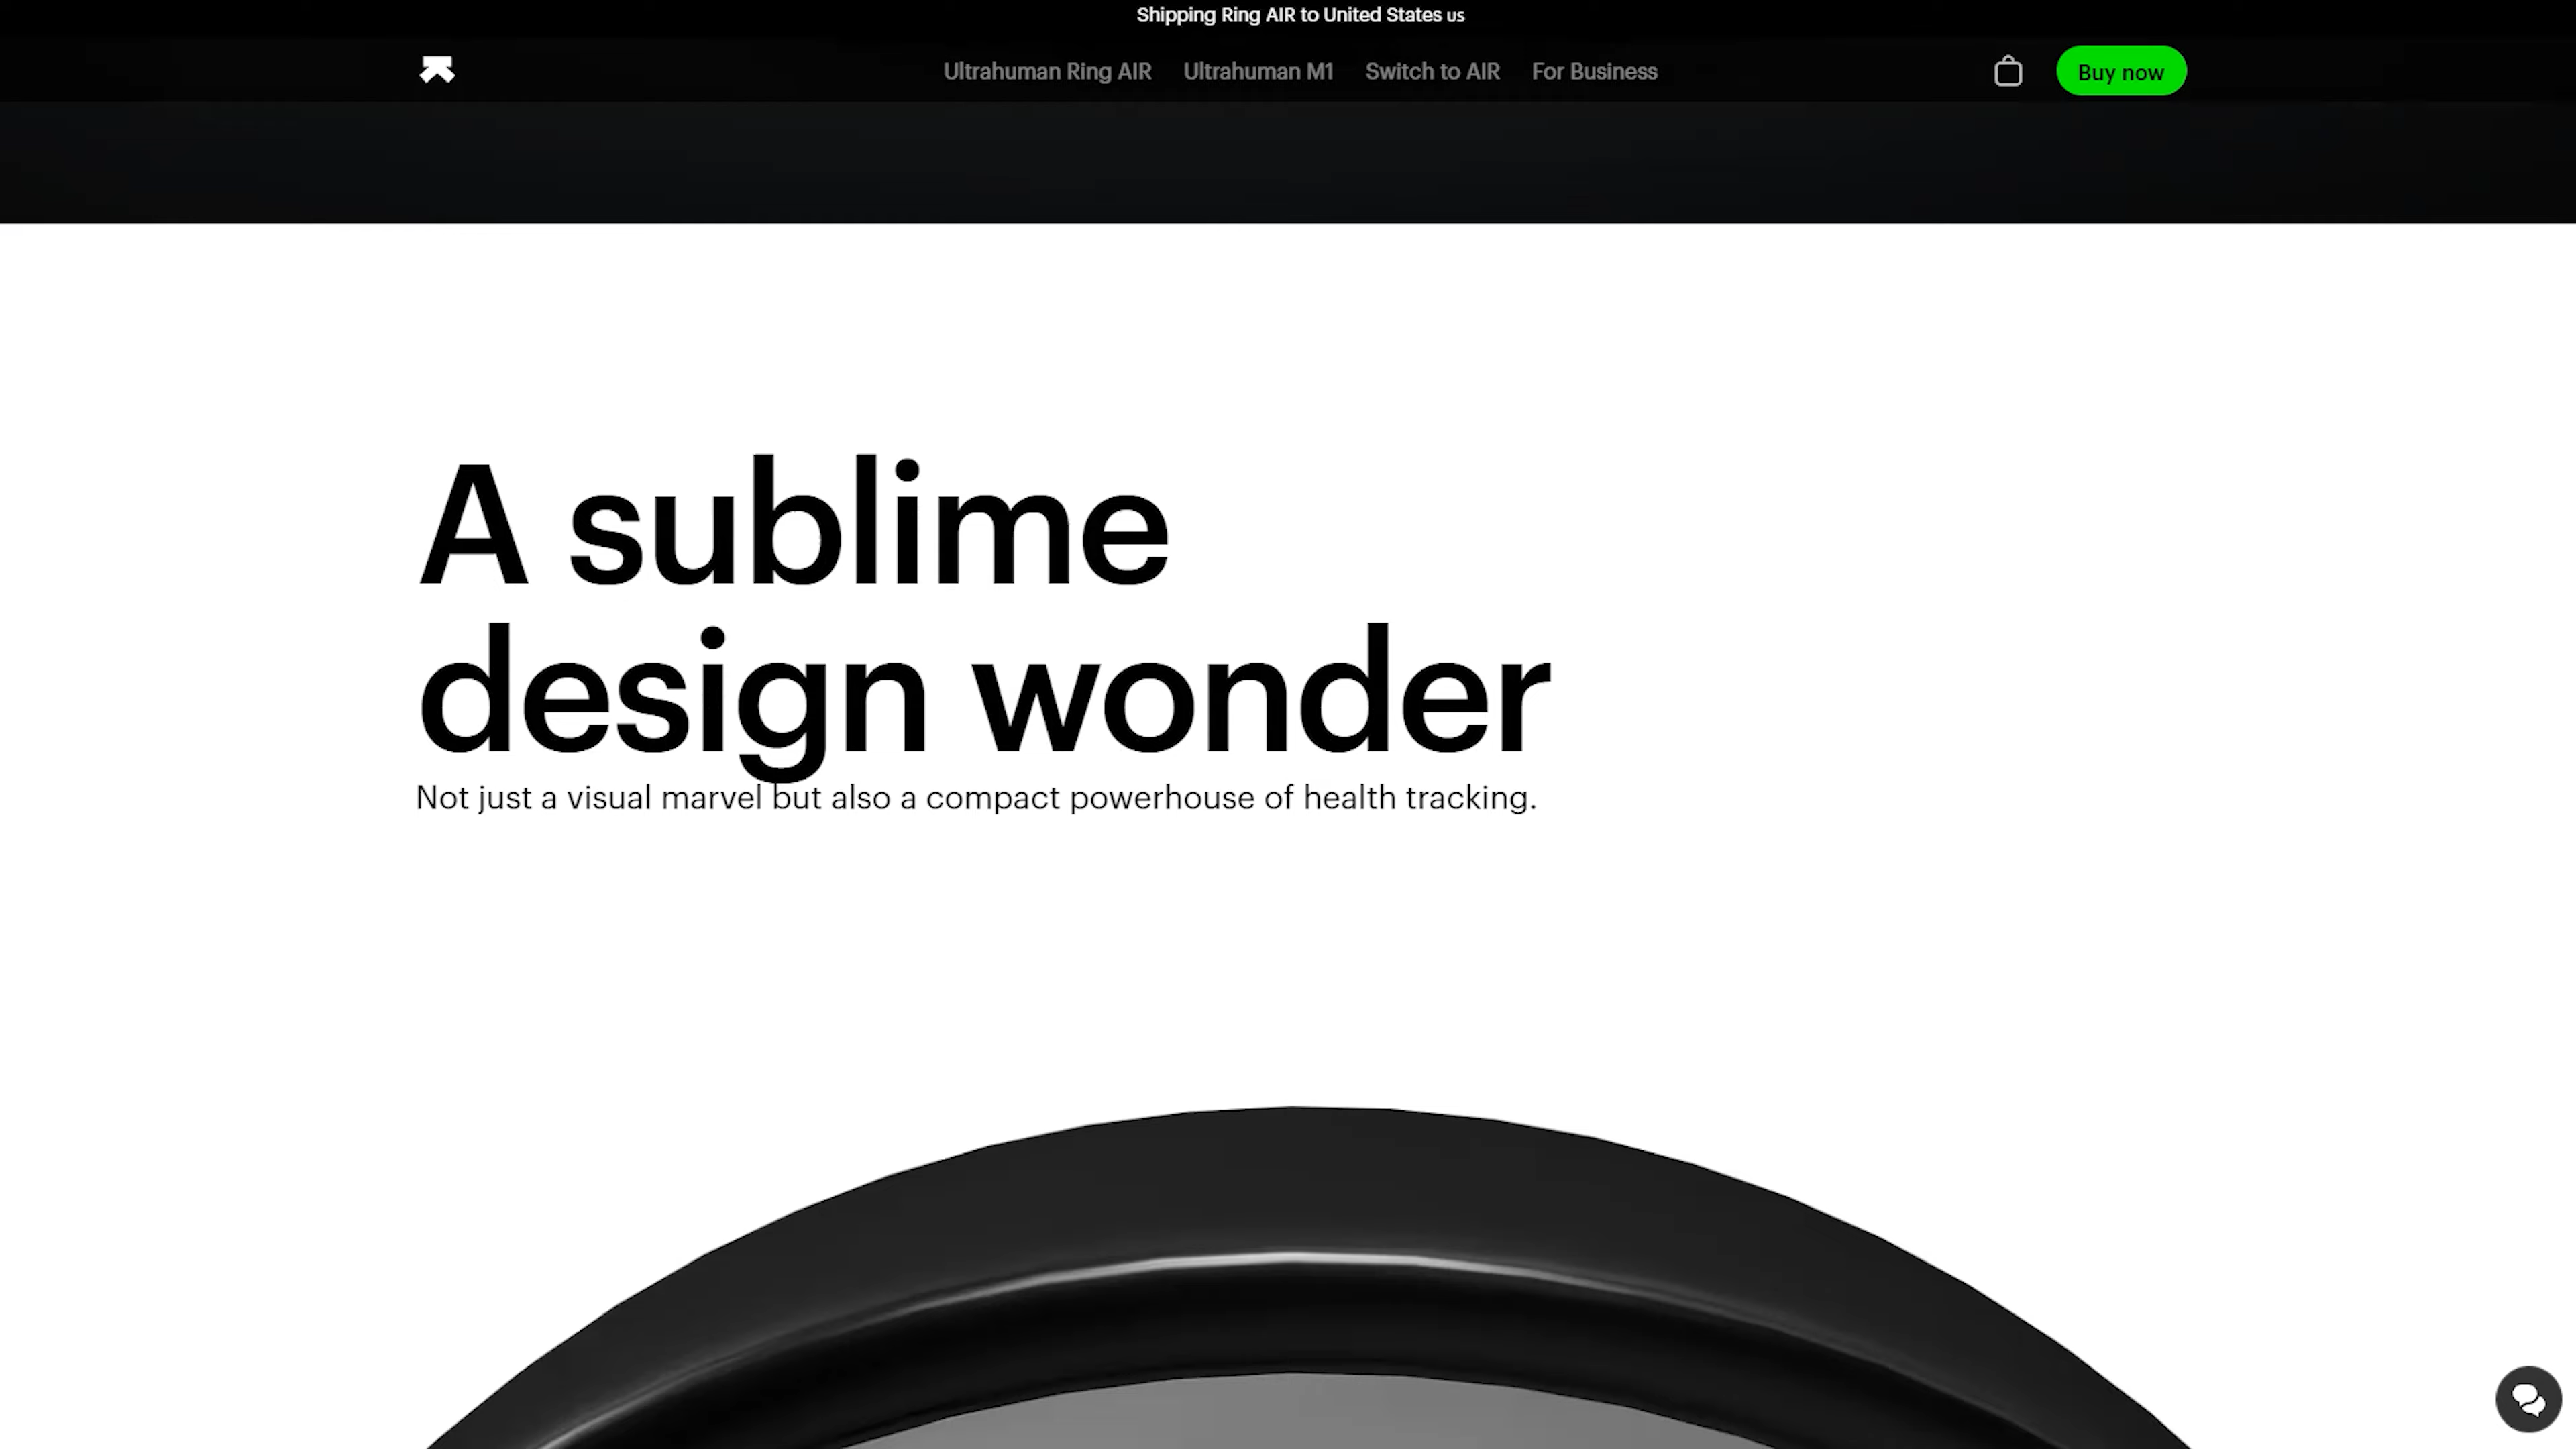 Shipping Ring AIR to United States US
Ultrahuman Ring AIR Ultrahuman M1 Switch to AIR For Business
Buy now
A sublime
design wonder
Not just a visual marvel but also a compact powerhouse of health tracking.